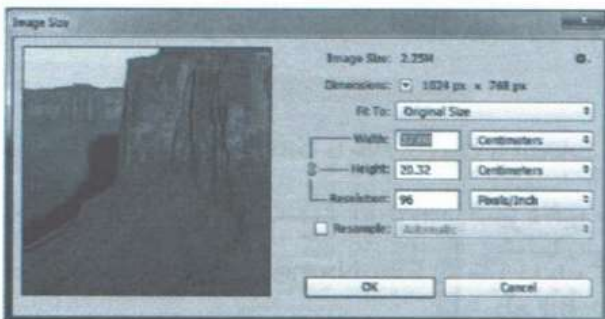 Image Size
Image Size: 2.25M
Dimensions: 1024 px x 768 px
Fit To: Original Size
Width: Centimeters
Height: 20.32 Centimeters
Resolution: 96 Pixels/Inch
Resample: Automatic
OK Cancel